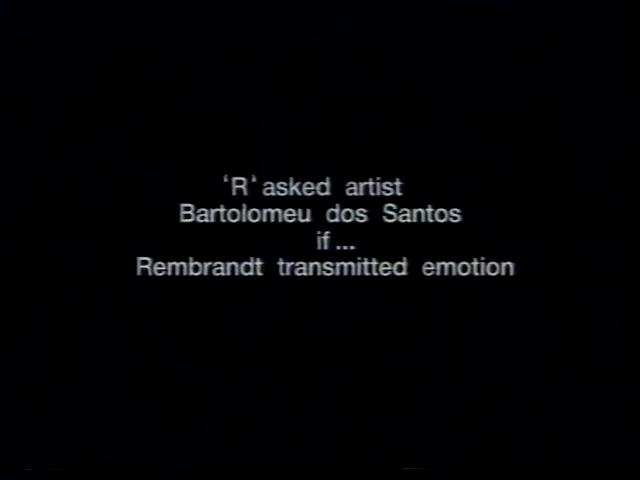 ‘R‘ asked artist
Bartolomeu dos Santos
if...
Rembrandt transmitted emotion